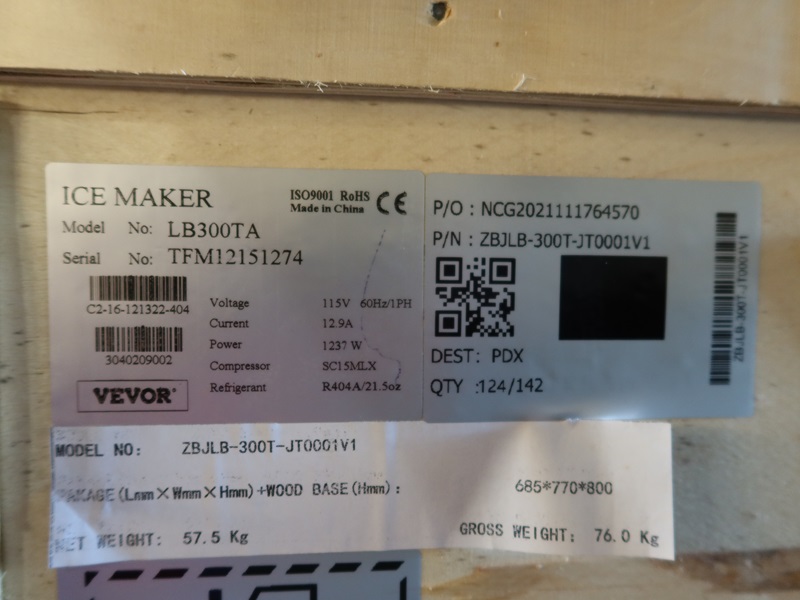 ICE MAKER
ISO9001 RoHS
Made in China
CE
Model No: LB300TA
Serial No: TFM12151274
C2-16-121322-404
3040209002
VEVOR
Voltage 115V 60Hz/1PH
Current 12.9A
Power 1237 W
Compressor SC15MLX
Refrigerant R404A/21.5oz
P/O : NCG2021111764570
P/N : ZBJLB-300T-JT0001V1
DEST: PDX
QTY :124/142
ZBJLB-300T-JT0001V1
MODEL NO: ZBJLB-300T-JT0001V1
PAKAGE(Lmm×Wmm×Hmm)+WOOD BASE(Hmm): 685*770*800
NET WEIGHT: 57.5 Kg GROSS WEIGHT: 76.0 Kg